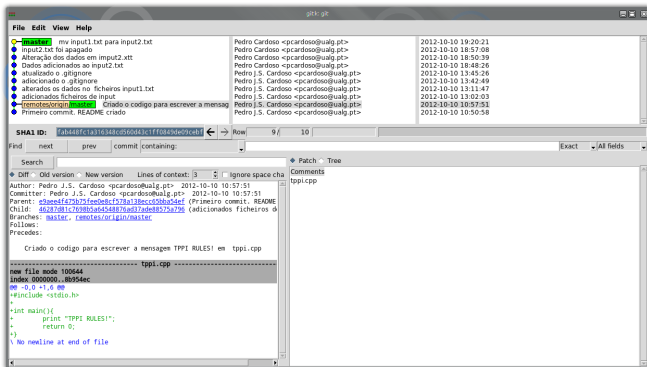 gitk: git
File Edit View Help
master mv input1.txt para input2.txt Pedro Cardoso <pcardoso@ualg.pt> 2012-10-10 19:20:21
input2.txt foi apagado Pedro Cardoso <pcardoso@ualg.pt> 2012-10-10 18:57:08
Alteração dos dados em imput2.xtt Pedro Cardoso <pcardoso@ualg.pt> 2012-10-10 18:50:39
Dados adicionados ao input2.txt Pedro Cardoso <pcardoso@ualg.pt> 2012-10-10 18:48:26
atualizado o .gitignore Pedro J.S. Cardoso <pcardoso@ualg.pt> 2012-10-10 13:45:26
adiocionado o .gitignore Pedro J.S. Cardoso <pcardoso@ualg.pt> 2012-10-10 13:42:49
alterados os dados no ficheiros input1.txt Pedro J.S. Cardoso <pcardoso@ualg.pt> 2012-10-10 13:11:47
adicionados ficheiros de input Pedro J.S. Cardoso <pcardoso@ualg.pt> 2012-10-10 13:02:03
remotes/origin/master Criado o codigo para escrever a mensag Pedro J.S. Cardoso <pcardoso@ualg.pt> 2012-10-10 10:57:51
Primeiro commit. README criado Pedro J.S. Cardoso <pcardoso@ualg.pt> 2012-10-10 10:50:58
SHA1 ID: 7ab448fc1a316348cd560d43c1ff0849de09ceb1 Row 9 / 10
Find next prev commit containing: Exact All fields
Search
Diff Old version New version Lines of context: 3 Ignore space cha
Patch Tree
Author: Pedro J.S. Cardoso <pcardoso@ualg.pt> 2012-10-10 10:57:51
Committer: Pedro J.S. Cardoso <pcardoso@ualg.pt> 2012-10-10 10:57:51
Parent: e9aee4f475b75fee0e8cf578a138ecc65bba54ef (Primeiro commit. README
Child: 46287d81c7698b5a64548876ad37ade88575a796 (adicionados ficheiros d
Branches: master, remotes/origin/master
Follows:
Precedes:
Criado o codigo para escrever a mensagem TPPI RULES! em tppi.cpp
tppi.cpp
new file mode 100644
index 0000000..8b954ec
@@ -0,0 +1,6 @@
+#include <stdio.h>
+
+int main(){
+ print "TPPI RULES!";
+ return 0;
+}
\ No newline at end of file
Comments
tppi.cpp